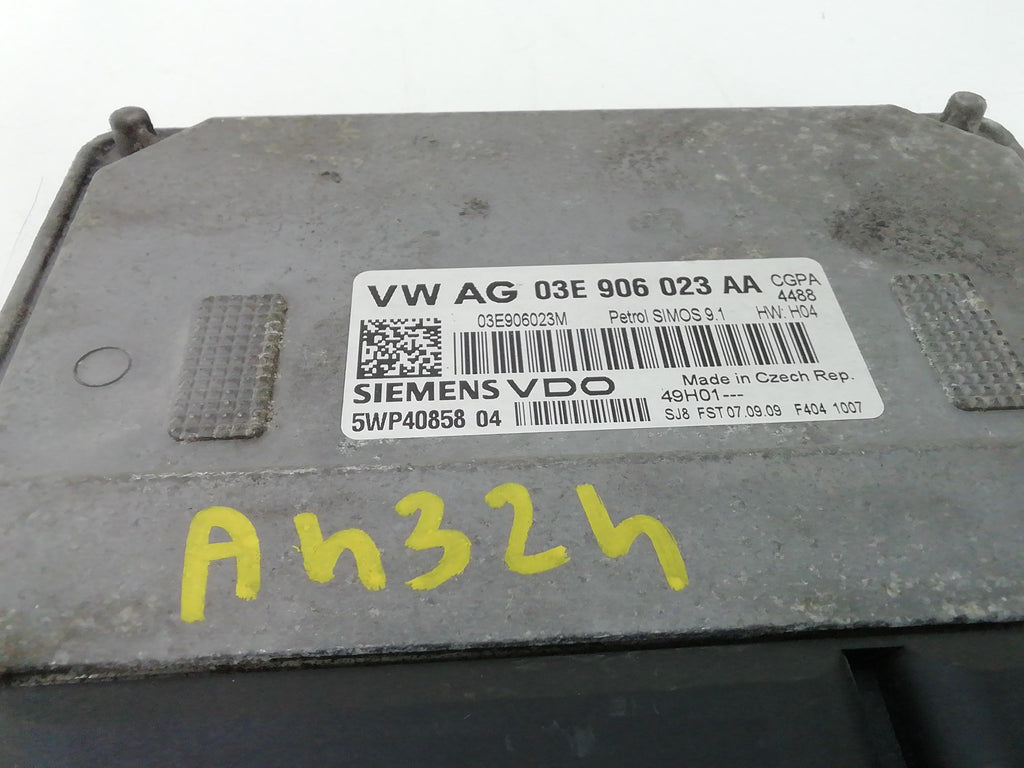 VW AG 03E 906 023 AA CGPA
4488
03E906023M Petrol SIMOS 9.1 HW: H04
SIEMENS VDO Made in Czech Rep.
49H01---
5WP40858 04 SJ8 FST 07.09.09 F404 1007
Ah32h